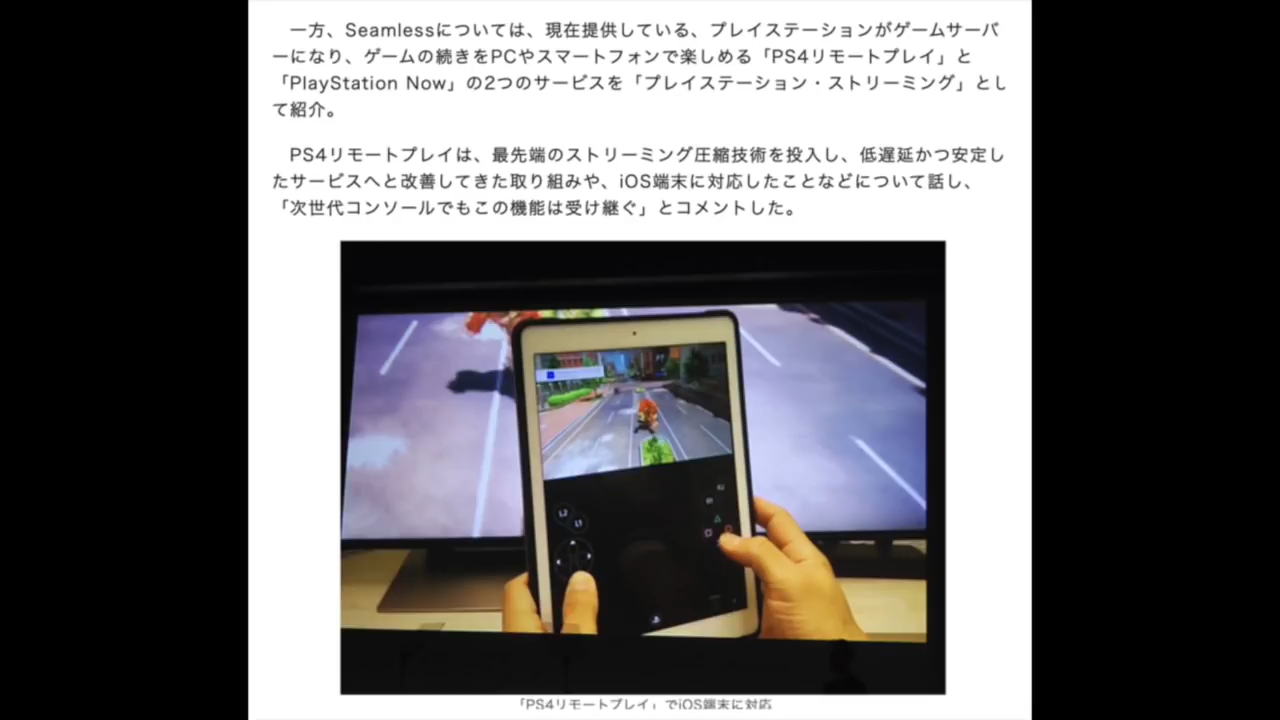 一方、Seamlessについては、現在提供している、プレイステーションがゲームサーバ
ーになり、ゲームの続きをPCやスマートフォンで楽しめる「PS4リモートプレイ」と
「PlayStation Now」の2つのサービスを「プレイステーション・ストリーミング」とし
て紹介。
PS4リモートプレイは、最先端のストリーミング圧縮技術を投入し、低遅延かつ安定し
たサービスへと改善してきた取り組みや、iOS端末に対応したことなどについて話し、
「次世代コンソールでもこの機能は受け継ぐ」とコメントした。
L2
L1
「PS4リモートプレイ」でiOS端末に対応